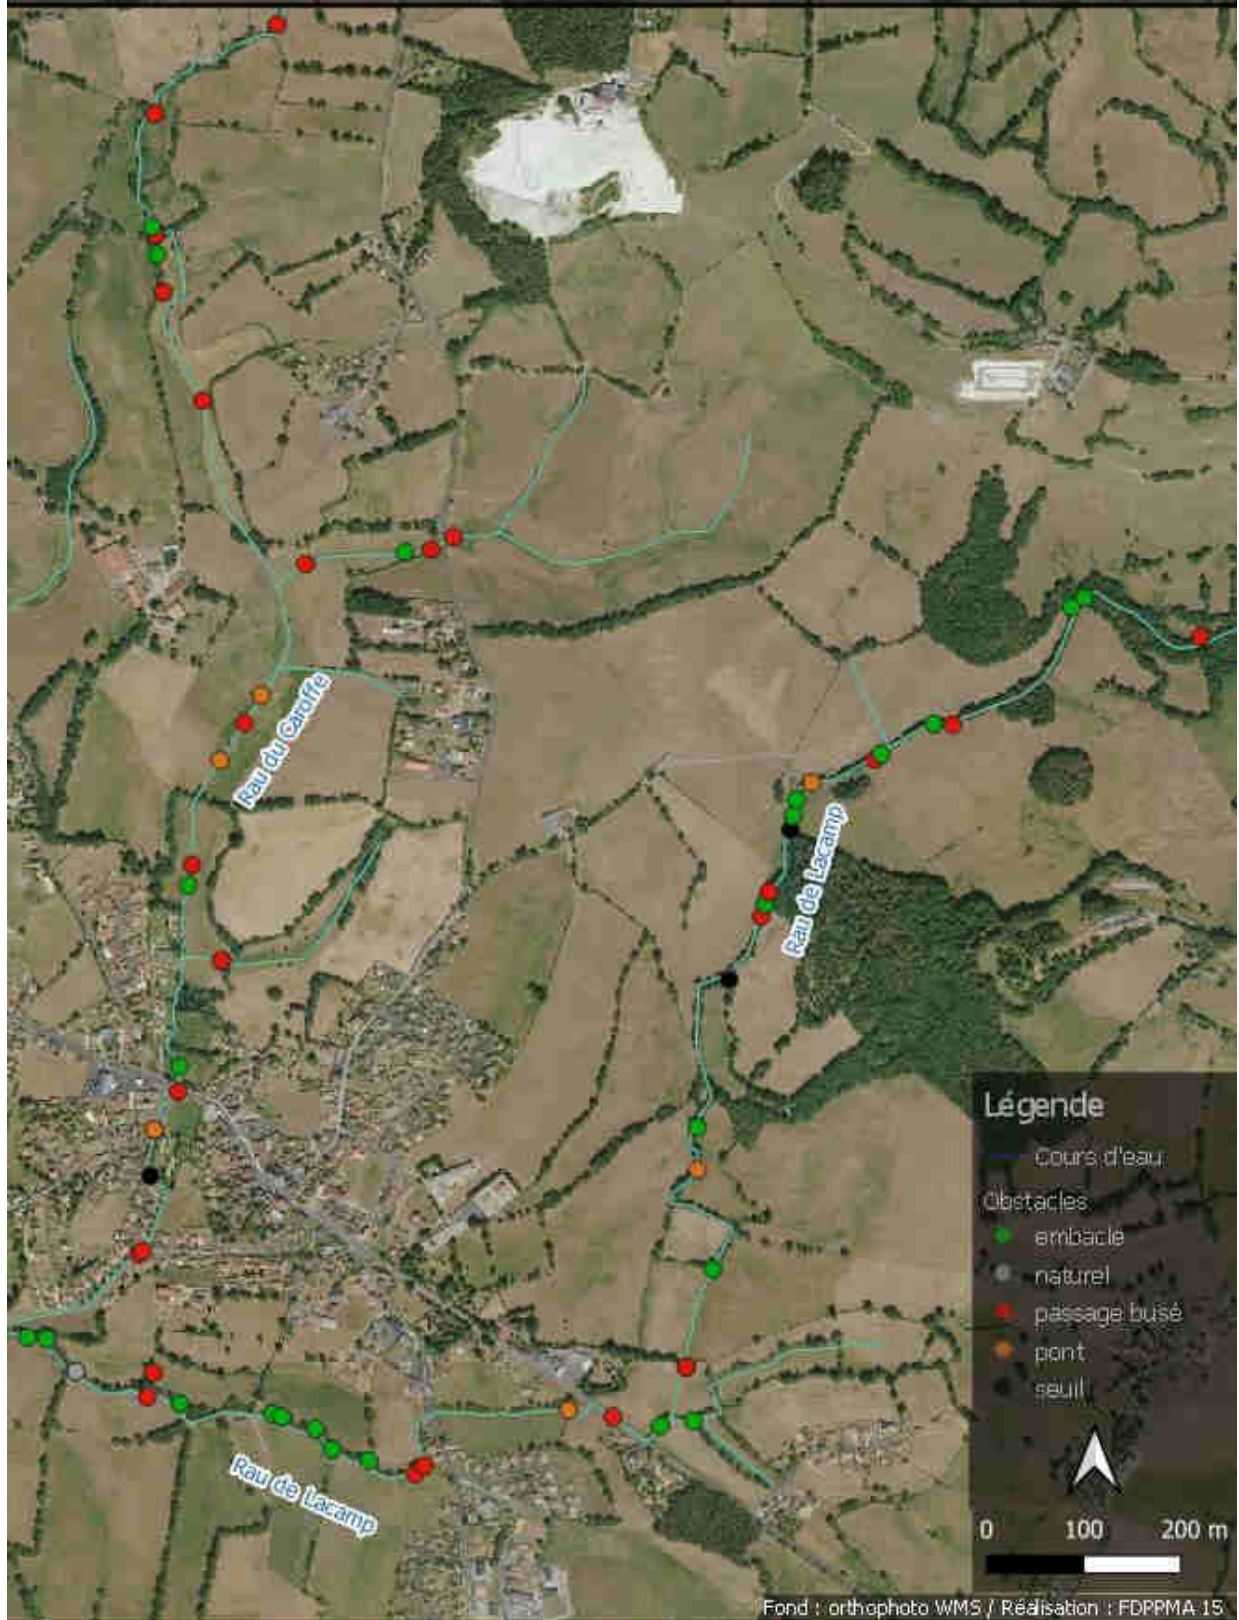 Rau du Caroffe
Rau de Lacamp
Rau de Lacamp
Légende
Cours d'eau
Obstacles
embacle
naturel
passage busé
pont
seuil
0 100 200 m
Fond : orthophoto WMS / Réalisation : FDPPMA 15